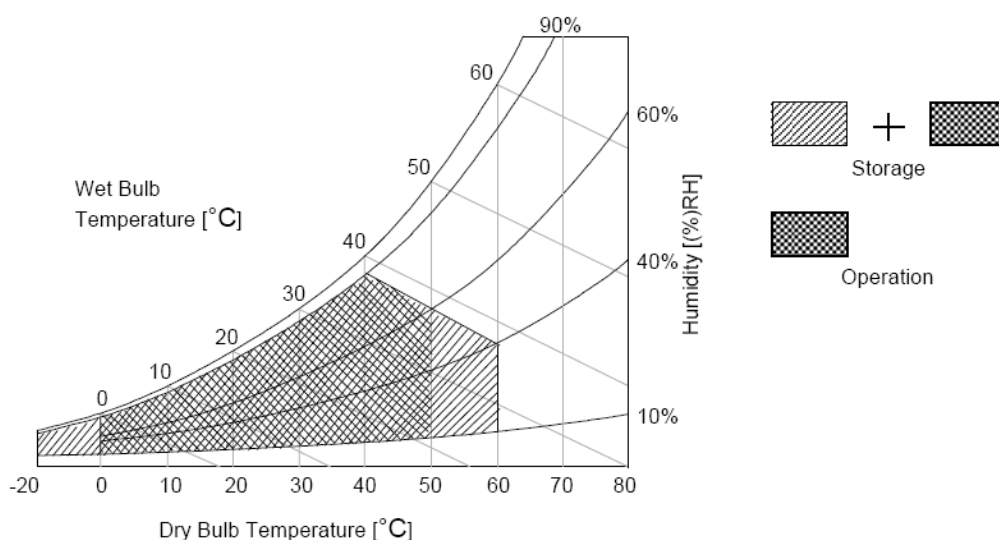 90%
60
60%
50
Wet Bulb
Temperature [°C]
40
40%
30
20
10
0
10%
Humidity [(%)RH]
-20 0 10 20 30 40 50 60 70 80
Dry Bulb Temperature [°C]
+
Storage
Operation